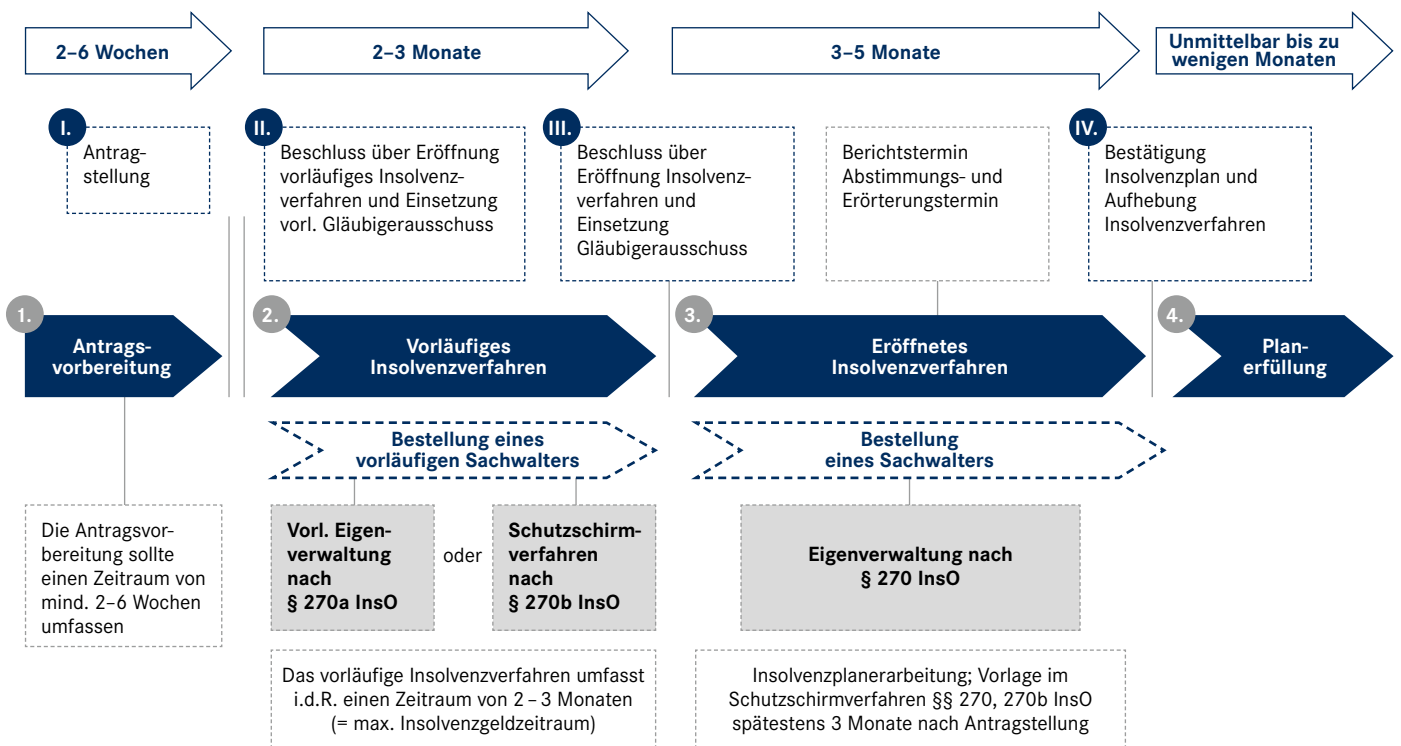 2–6 Wochen
2–3 Monate
3–5 Monate
Unmittelbar bis zu
wenigen Monaten
I.
Antrag-
stellung
II.
Beschluss über Eröffnung
vorläufiges Insolvenz-
verfahren und Einsetzung
vorl. Gläubigerausschuss
III.
Beschluss über
Eröffnung Insolvenz-
verfahren und
Einsetzung
Gläubigerausschuss
Berichtstermin
Abstimmungs- und
Erörterungstermin
IV.
Bestätigung
Insolvenzplan und
Aufhebung
Insolvenzverfahren
1.
Antrags-
vorbereitung
2.
Vorläufiges
Insolvenzverfahren
3.
Eröffnetes
Insolvenzverfahren
4.
Plan-
erfüllung
Bestellung eines
vorläufigen Sachwalters
Bestellung
eines Sachwalters
Die Antragsvor-
bereitung sollte
einen Zeitraum von
mind. 2–6 Wochen
umfassen
Vorl. Eigen-
verwaltung
nach
§ 270a InsO
oder
Schutzschirm-
verfahren
nach
§ 270b InsO
Eigenverwaltung nach
§ 270 InsO
Das vorläufige Insolvenzverfahren umfasst
i.d.R. einen Zeitraum von 2 – 3 Monaten
(= max. Insolvenzgeldzeitraum)
Insolvenzplanerarbeitung; Vorlage im
Schutzschirmverfahren §§ 270, 270b InsO
spätestens 3 Monate nach Antragstellung